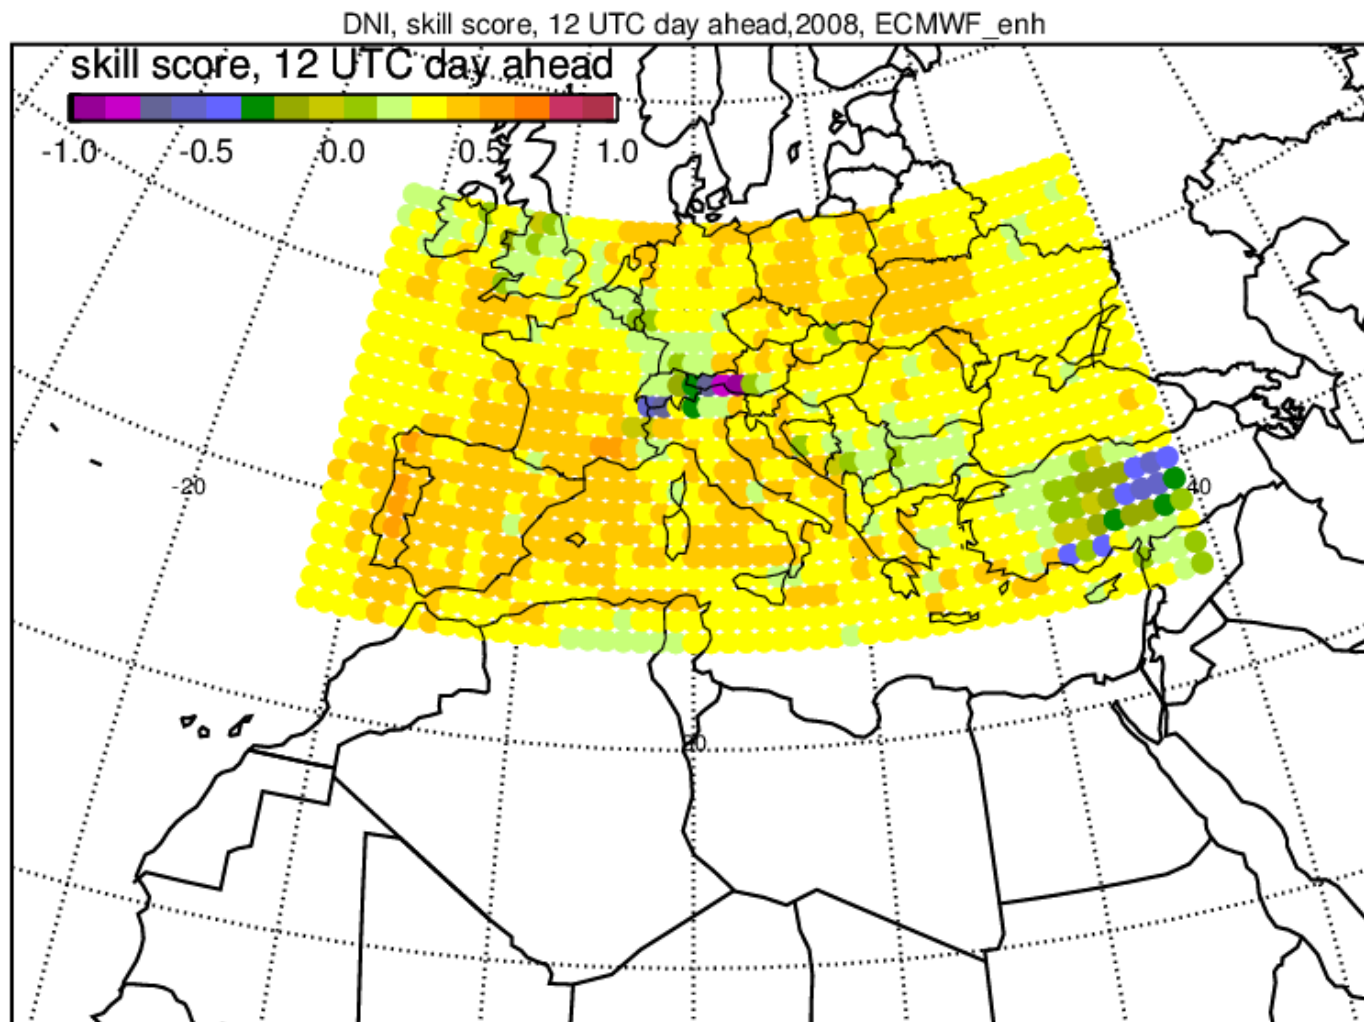 DNI, skill score, 12 UTC day ahead,2008, ECMWF_enh
skill score, 12 UTC day ahead
-1.0 -0.5 0.0 0.5 1.0
-20
40